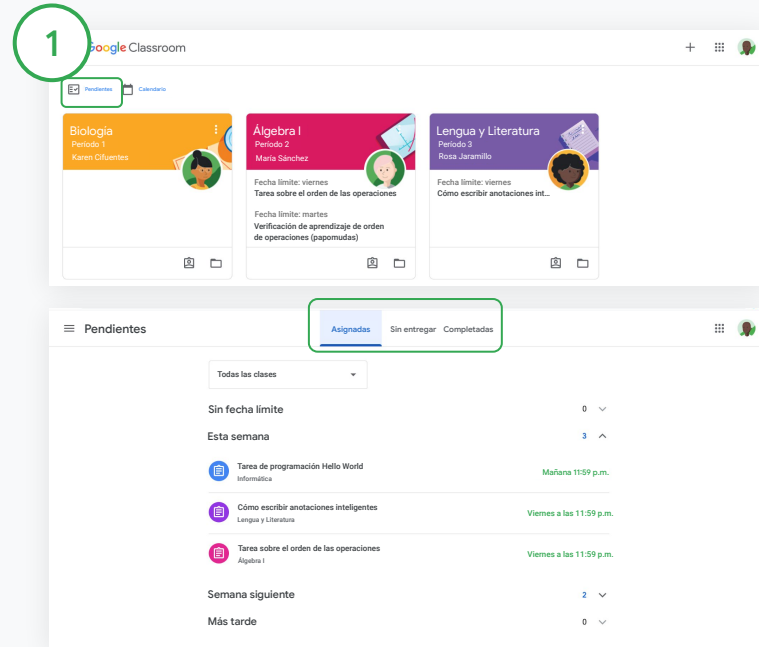 1
Google Classroom
Pendientes
Calendario
Biología
Período 1
Karen Cifuentes
Álgebra I
Período 2
María Sánchez
Fecha límite: viernes
Tarea sobre el orden de las operaciones
Fecha límite: martes
Verificación de aprendizaje de orden
de operaciones (papomudas)
Lengua y Literatura
Período 3
Rosa Jaramillo
Fecha límite: viernes
Cómo escribir anotaciones int...
Pendientes
Asignadas
Sin entregar
Completadas
Todas las clases
Sin fecha límite 0
Esta semana 3
Tarea de programación Hello World
Informática
Mañana 11:59 p.m.
Cómo escribir anotaciones inteligentes
Lengua y Literatura
Viernes a las 11:59 p.m.
Tarea sobre el orden de las operaciones
Álgebra I
Viernes a las 11:59 p.m.
Semana siguiente 2
Más tarde 0